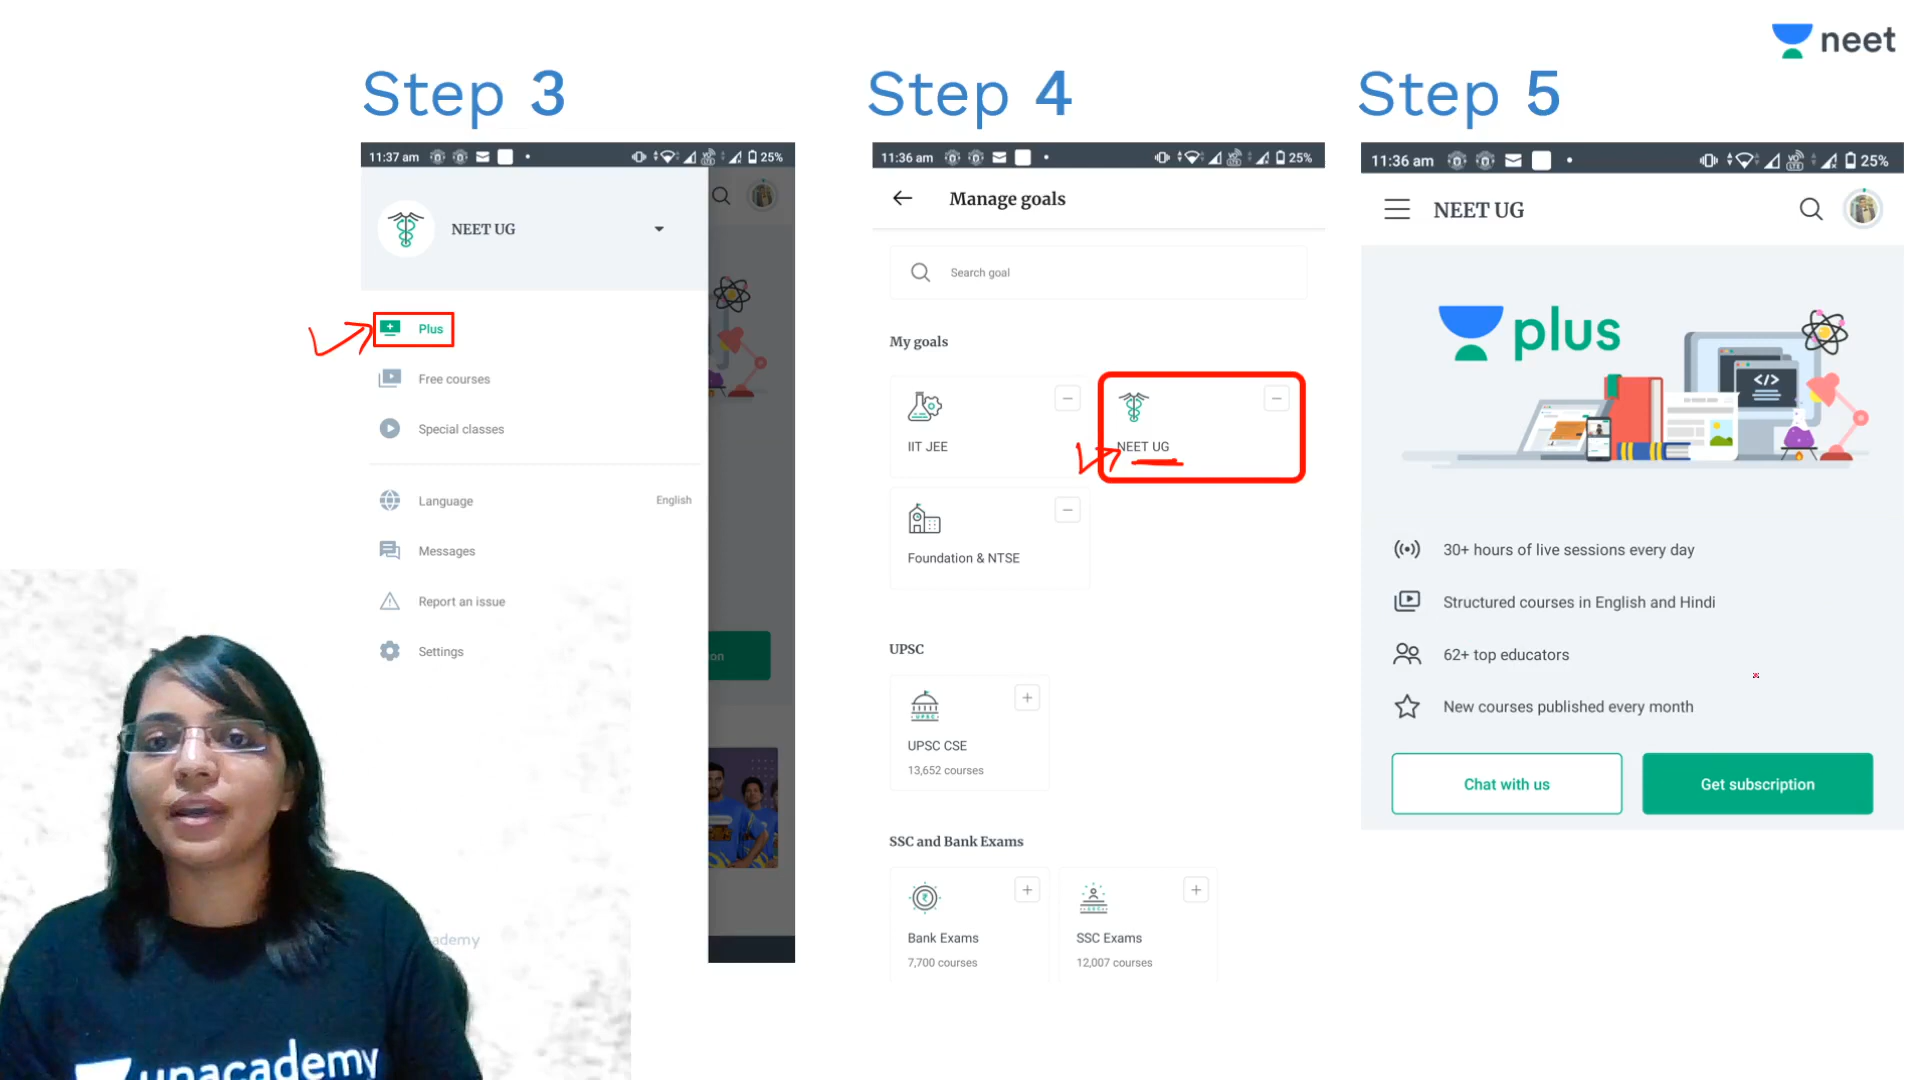 neet
Step 3
Step 4
Step 5
11:37 am
25%
NEET UG
Plus
Free courses
Special classes
Language
English
Messages
Report an issue
Settings
on
ademy
unacademy
11:36 am
25%
Manage goals
Search goal
My goals
IIT JEE
NEET UG
Foundation & NTSE
UPSC
UPSC
UPSC CSE
13,652 courses
SSC and Bank Exams
Bank Exams
7,700 courses
SSC Exams
12,007 courses
11:36 am
25%
NEET UG
plus
</>
30+ hours of live sessions every day
Structured courses in English and Hindi
62+ top educators
New courses published every month
Chat with us
Get subscription